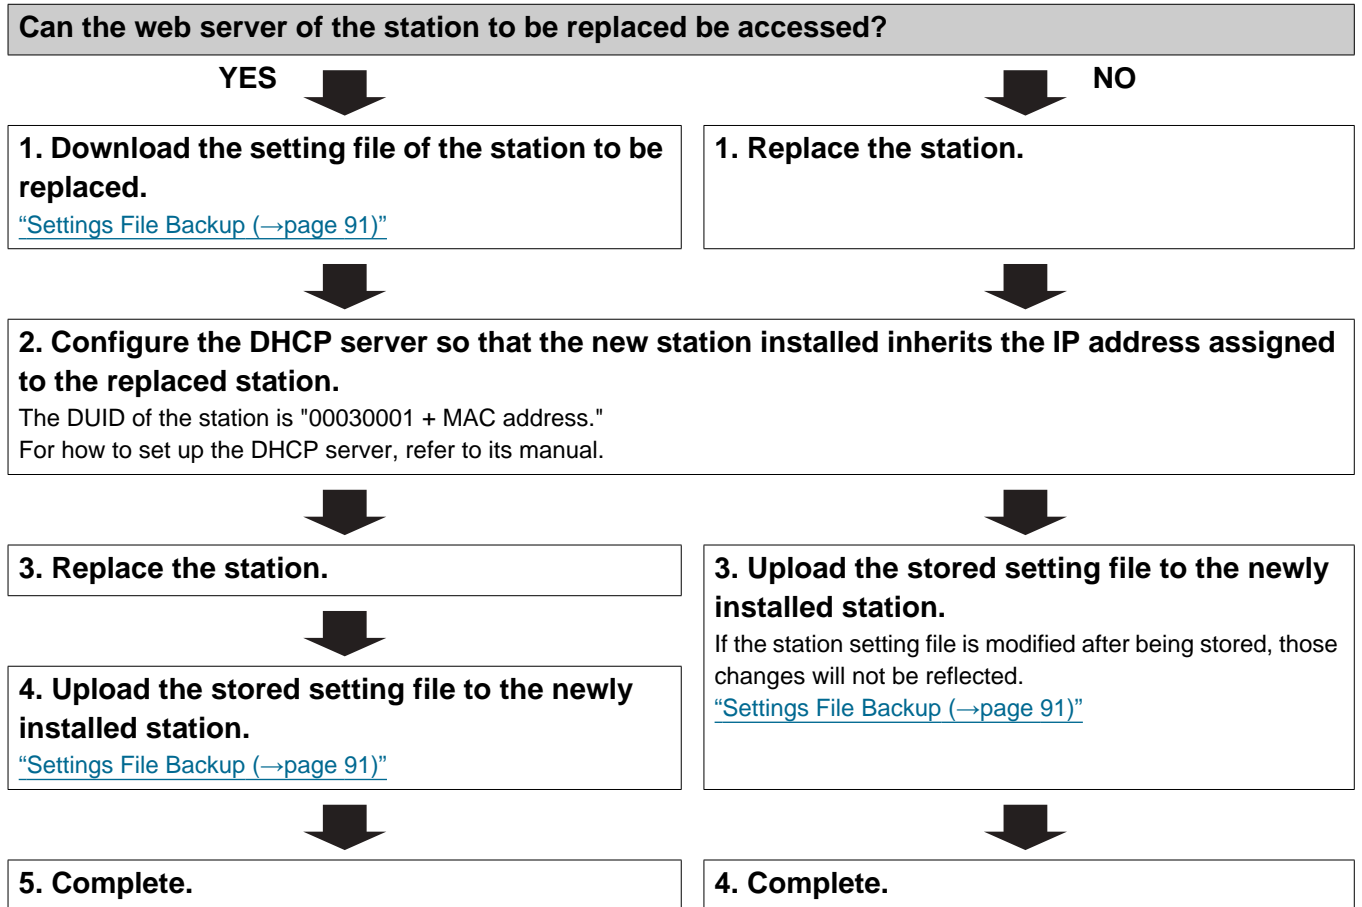 Can the web server of the station to be replaced be accessed?
YES
NO
1. Download the setting file of the station to be
replaced.
“Settings File Backup (→page 91)”
1. Replace the station.
2. Configure the DHCP server so that the new station installed inherits the IP address assigned
to the replaced station.
The DUID of the station is "00030001 + MAC address."
For how to set up the DHCP server, refer to its manual.
3. Replace the station.
4. Upload the stored setting file to the newly
installed station.
“Settings File Backup (→page 91)”
3. Upload the stored setting file to the newly
installed station.
If the station setting file is modified after being stored, those
changes will not be reflected.
“Settings File Backup (→page 91)”
5. Complete.
4. Complete.